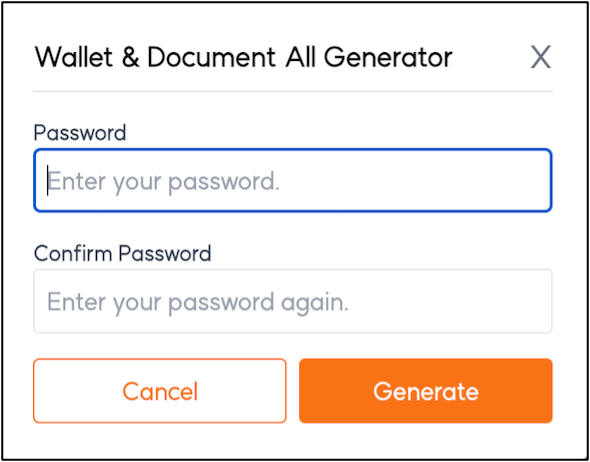 Wallet & Document All Generator X
Password
Enter your password.
Confirm Password
Enter your password again.
Cancel Generate